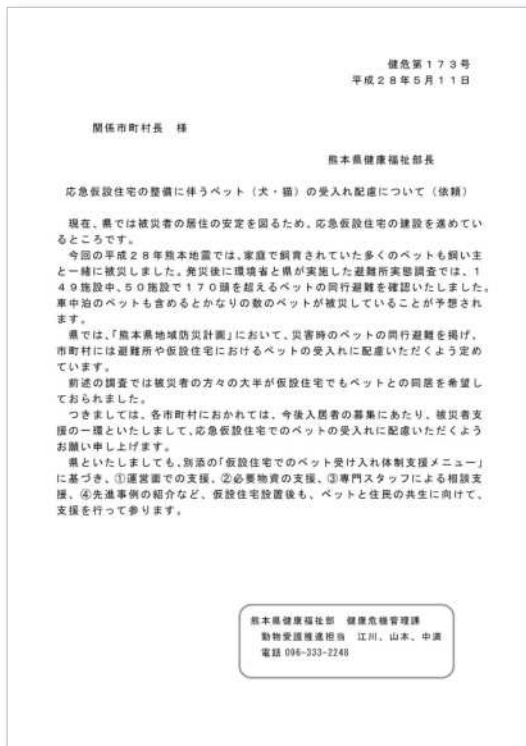 健危第１７３号
平成２８年５月１１日
関係市町村長　様
熊本県健康福祉部長
応急仮設住宅の整備に伴うペット（犬・猫）の受入れ配慮について（依頼）
現在、県では被災者の居住の安定を図るため、応急仮設住宅の建設を進めてい
るところです。
今回の平成２８年熊本地震では、家庭で飼育されていた多くのペットも飼い主
と一緒に被災しました。発災後に環境省と県が実施した避難所実態調査では、１
４９施設中、５０施設で１７０頭を超えるペットの同行避難を確認いたしました。
車中泊のペットも含めるとかなりの数のペットが被災していることが予想され
ます。
県では、「熊本県地域防災計画」において、災害時のペットの同行避難を掲げ、
市町村には避難所や仮設住宅におけるペットの受入れに配慮いただくよう定め
ています。
前述の調査では被災者の方々の大半が仮設住宅でもペットとの同居を希望し
ておられました。
つきましては、各市町村におかれては、今後入居者の募集にあたり、被災者支
援の一環といたしまして、応急仮設住宅でのペットの受入れに配慮いただくよう
お願い申し上げます。
県といたしましても、別添の「仮設住宅でのペット受け入れ体制支援メニュー」
に基づき、①運営面での支援、②必要物資の支援、③専門スタッフによる相談支
援、④先進事例の紹介など、仮設住宅設置後も、ペットと住民の共生に向けて、
支援を行って参ります。
熊本県健康福祉部　健康危機管理課
動物愛護推進担当　江川、山本、中満
電話 096-333-2248